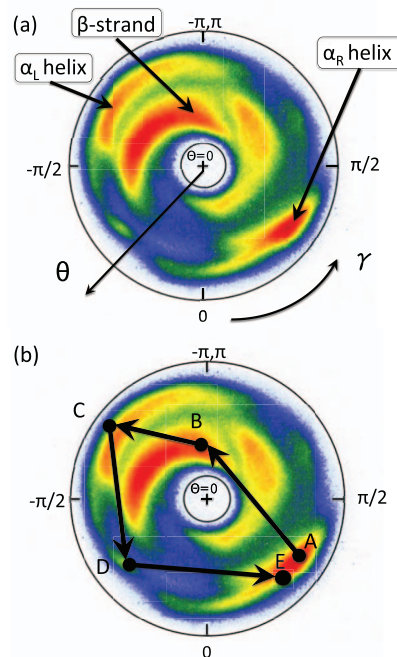 (a)
β-strand
-π,π
α_L helix
α_R helix
Θ=0
-π/2
π/2
θ
γ
0
(b)
-π,π
C
B
Θ=0
-π/2
π/2
A
D
E
0